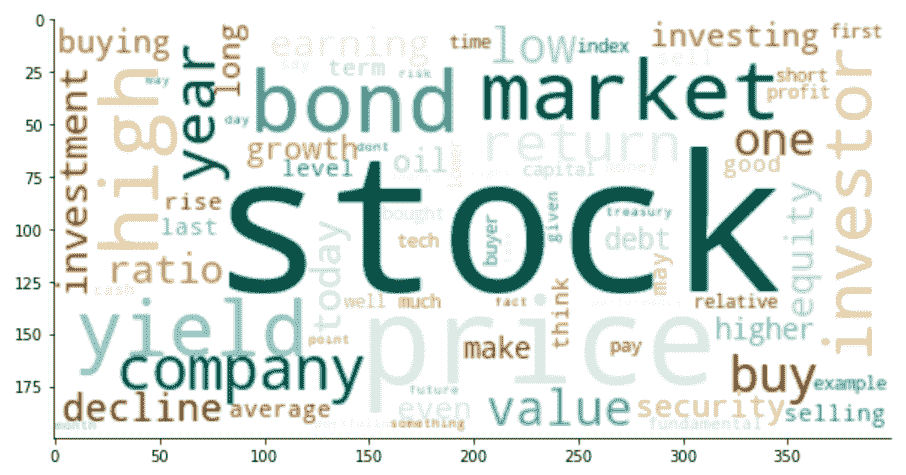 0
25
50
75
100
125
150
175
0 50 100 150 200 250 300 350
buying
earning
time
low
index
investing
first
long
say
term
risk
sell
year
bond
market
short
profit
may
high
investment
day
growth
dont
level
oil
return
capital
money
one
good
investor
stock
rise
last
bought
tech
buyer
given
treasury
debt
equity
ratio
today
cash
well
much
fact
think
may
relative
yield
point
price
make
pay
higher
company
future
buy
example
decline
average
even
value
security
selling
month
something
fundamental